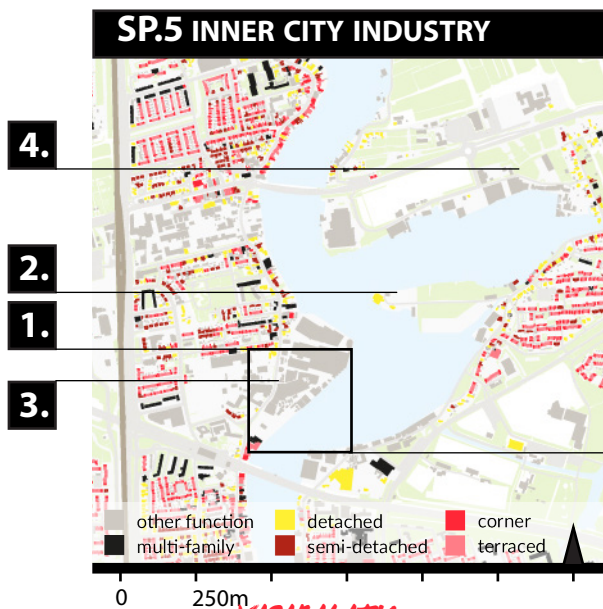 SP.5 INNER CITY INDUSTRY
4.
2.
1.
3.
other function
detached
corner
multi-family
semi-detached
terraced
0 250m